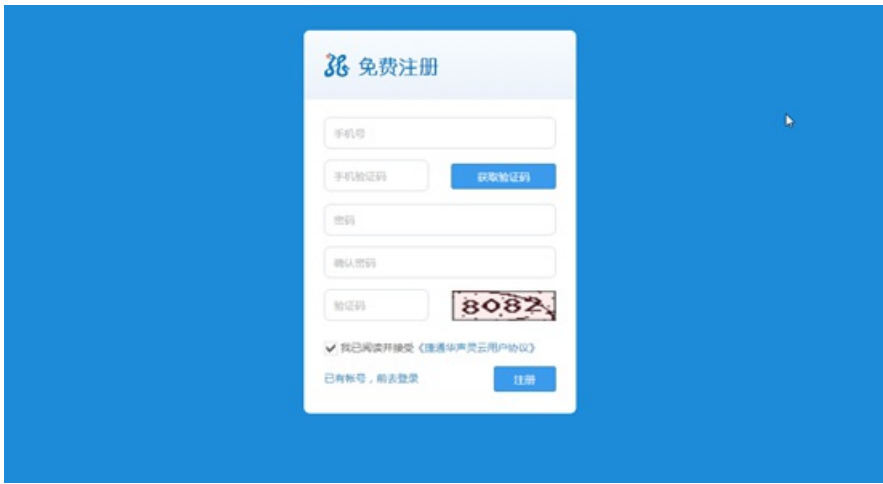 免费注册
手机号
手机验证码 获取验证码
密码
确认密码
验证码 8082
我已阅读并接受《捷通华声灵云用户协议》
已有帐号，前去登录 注册